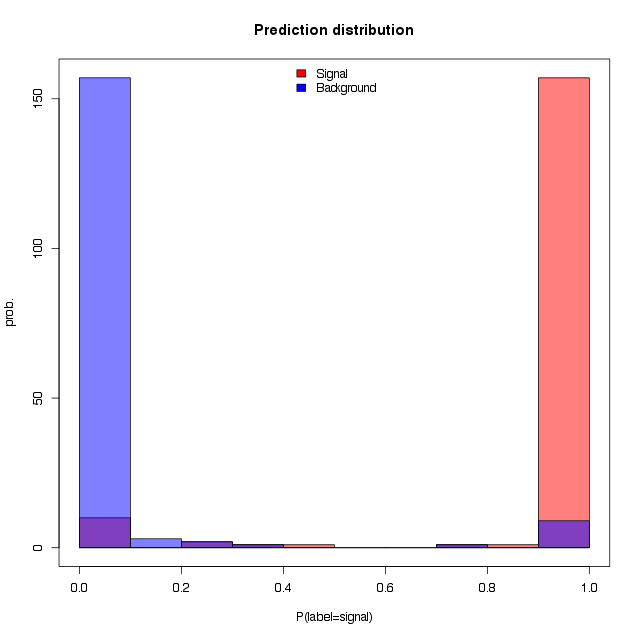 Prediction distribution
Signal
Background
150
100
50
0
prob.
0.0 0.2 0.4 0.6 0.8 1.0
P(label=signal)